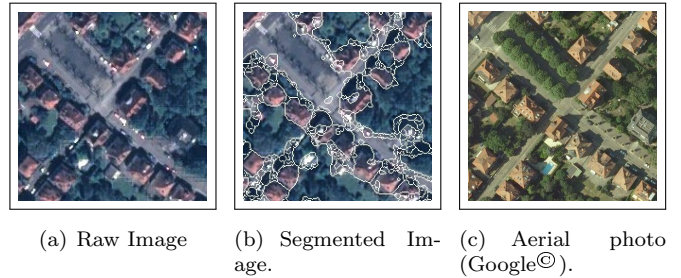 (a) Raw Image
(b) Segmented Im-
age.
(c) Aerial photo
(Google©).